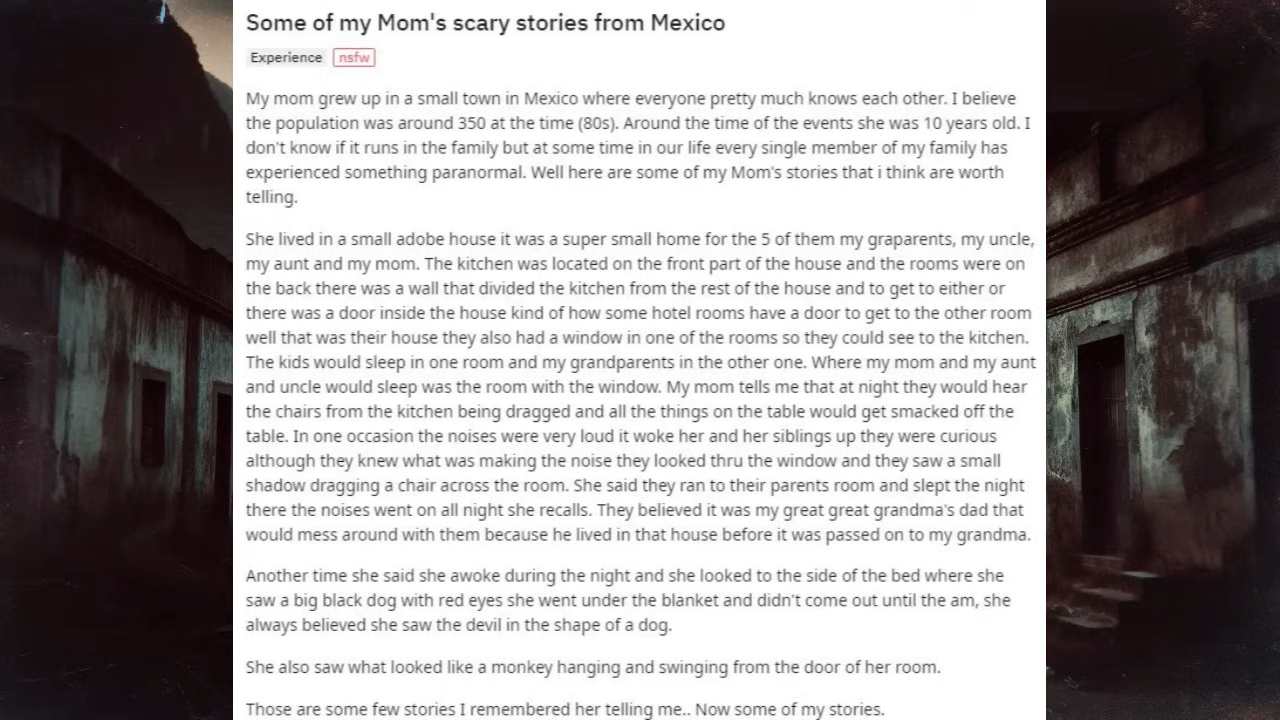 Some of my Mom's scary stories from Mexico
Experience nsfw
My mom grew up in a small town in Mexico where everyone pretty much knows each other. I believe
the population was around 350 at the time (80s). Around the time of the events she was 10 years old. I
don't know if it runs in the family but at some time in our life every single member of my family has
experienced something paranormal. Well here are some of my Mom's stories that i think are worth
telling.
She lived in a small adobe house it was a super small home for the 5 of them my graparents, my uncle,
my aunt and my mom. The kitchen was located on the front part of the house and the rooms were on
the back there was a wall that divided the kitchen from the rest of the house and to get to either or
there was a door inside the house kind of how some hotel rooms have a door to get to the other room
well that was their house they also had a window in one of the rooms so they could see to the kitchen.
The kids would sleep in one room and my grandparents in the other one. Where my mom and my aunt
and uncle would sleep was the room with the window. My mom tells me that at night they would hear
the chairs from the kitchen being dragged and all the things on the table would get smacked off the
table. In one occasion the noises were very loud it woke her and her siblings up they were curious
although they knew what was making the noise they looked thru the window and they saw a small
shadow dragging a chair across the room. She said they ran to their parents room and slept the night
there the noises went on all night she recalls. They believed it was my great great grandma's dad that
would mess around with them because he lived in that house before it was passed on to my grandma.
Another time she said she awoke during the night and she looked to the side of the bed where she
saw a big black dog with red eyes she went under the blanket and didn't come out until the am, she
always believed she saw the devil in the shape of a dog.
She also saw what looked like a monkey hanging and swinging from the door of her room.
Those are some few stories I remembered her telling me.. Now some of my stories.